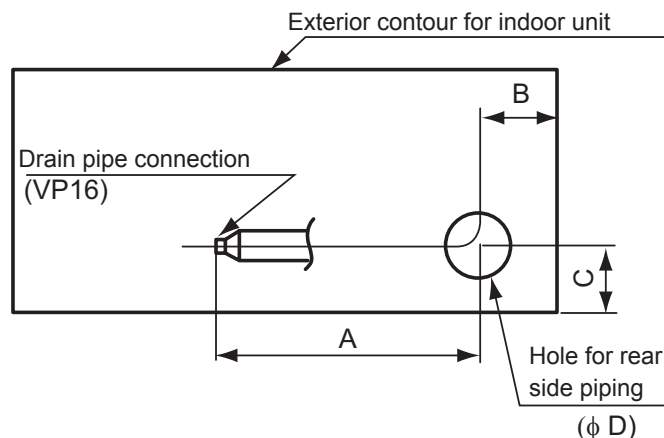 Exterior contour for indoor unit
B
Drain pipe connection
(VP16)
C
A
Hole for rear
side piping
(ϕ D)